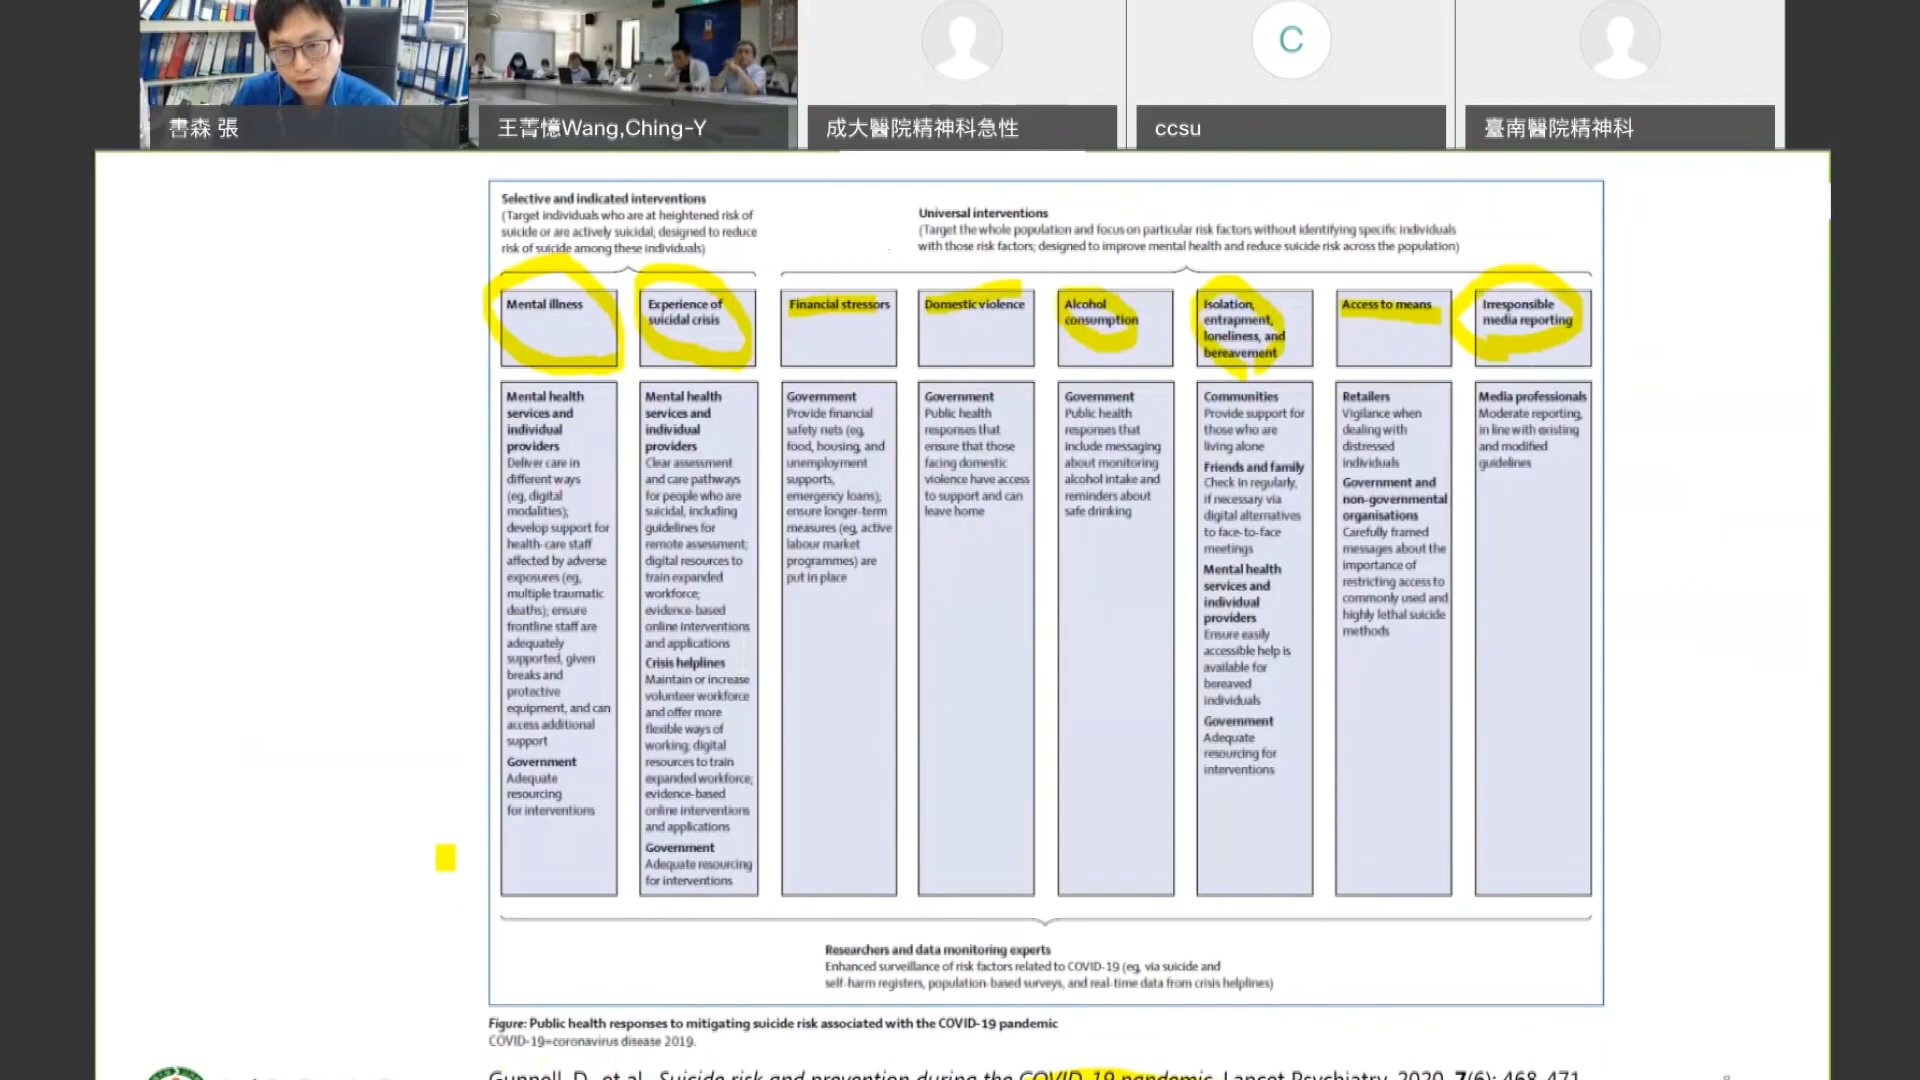 書森 張
王菁憶Wang,Ching-Y
成大醫院精神科急性
C
ccsu
臺南醫院精神科
Selective and indicated interventions
(Target individuals who are at heightened risk of
suicide or are actively suicidal; designed to reduce
risk of suicide among these individuals)
Universal interventions
(Target the whole population and focus on particular risk factors without identifying specific individuals
with those risk factors; designed to improve mental health and reduce suicide risk across the population)
Mental illness
Experience of
suicidal crisis
Financial stressors
Domestic violence
Alcohol
consumption
Isolation,
entrapment,
loneliness, and
bereavement
Access to means
Irresponsible
media reporting
Mental health
services and
individual
providers
Deliver care in
different ways
(eg, digital
modalities);
develop support for
health-care staff
affected by adverse
exposures (eg,
multiple traumatic
deaths); ensure
frontline staff are
adequately
supported, given
breaks and
protective
equipment, and can
access additional
support
Government
Adequate
resourcing
for interventions
Mental health
services and
individual
providers
Clear assessment
and care pathways
for people who are
suicidal, including
guidelines for
remote assessment;
digital resources to
train expanded
workforce;
evidence-based
online interventions
and applications
Crisis helplines
Maintain or increase
volunteer workforce
and offer more
flexible ways of
working; digital
resources to train
expanded workforce;
evidence-based
online interventions
and applications
Government
Adequate resourcing
for interventions
Government
Provide financial
safety nets (eg,
food, housing, and
unemployment
supports,
emergency loans);
ensure longer-term
measures (eg, active
labour market
programmes) are
put in place
Government
Public health
responses that
ensure that those
facing domestic
violence have access
to support and can
leave home
Government
Public health
responses that
include messaging
about monitoring
alcohol intake and
reminders about
safe drinking
Communities
Provide support for
those who are
living alone
Friends and family
Check in regularly,
if necessary via
digital alternatives
to face-to-face
meetings
Mental health
services and
individual
providers
Ensure easily
accessible help is
available for
bereaved
individuals
Government
Adequate
resourcing for
interventions
Retailers
Vigilance when
dealing with
distressed
individuals
Government and
non-governmental
organisations
Carefully framed
messages about the
importance of
restricting access to
commonly used and
highly lethal suicide
methods
Media professionals
Moderate reporting,
in line with existing
and modified
guidelines
Researchers and data monitoring experts
Enhanced surveillance of risk factors related to COVID-19 (eg, via suicide and
self-harm registers, population-based surveys, and real-time data from crisis helplines)
Figure: Public health responses to mitigating suicide risk associated with the COVID-19 pandemic
COVID-19=coronavirus disease 2019.
Gunnell, D., et al., Suicide risk and prevention during the COVID-19 pandemic. Lancet Psychiatry, 2020. 7(6): 468-471.